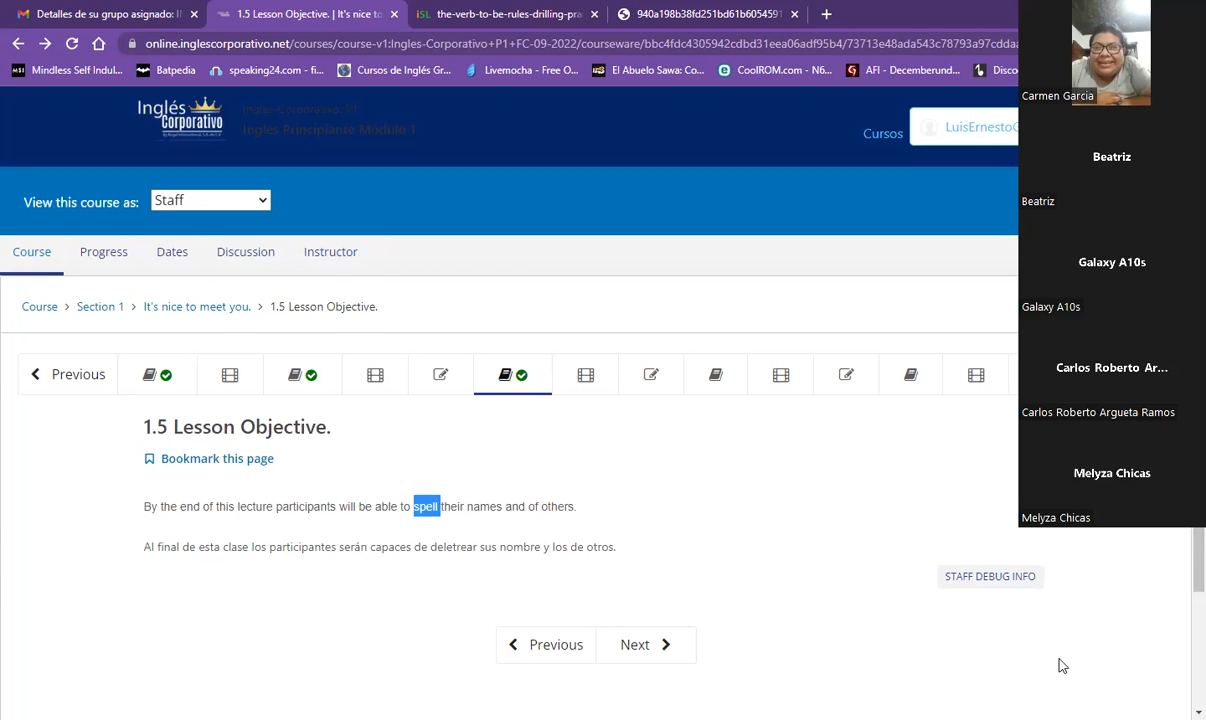 Detalles de su grupo asignado: I
1.5 Lesson Objective. | It's nice to
the-verb-to-be-rules-drilling-pra
940a198b38fd251bd61b6054591
online.inglescorporativo.net/courses/course-v1:Ingles-Corporativo+P1+FC-09-2022/courseware/bbc4fdc4305942cdbd31eea06adf95b4/73713e48ada543c78793a97cddaa
Mindless Self Indul...
Batpedia
speaking24.com - fi...
Cursos de Inglés Gr...
Livemocha - Free O...
El Abuelo Sawa: Co...
CoolROM.com - N6...
AFI - Decemberund...
Disco
Inglés
Corporativo
Ingles-Corporativo: P1
Inglés Principiante Módulo 1
Cursos
LuisErnestoG
View this course as:
Staff
Course
Progress
Dates
Discussion
Instructor
Course > Section 1 > It's nice to meet you. > 1.5 Lesson Objective.
Previous
1.5 Lesson Objective.
Bookmark this page
By the end of this lecture participants will be able to spell their names and of others.
Al final de esta clase los participantes serán capaces de deletrear sus nombre y los de otros.
STAFF DEBUG INFO
Previous
Next
Carmen Garcia
Beatriz
Beatriz
Galaxy A10s
Galaxy A10s
Carlos Roberto Ar...
Carlos Roberto Argueta Ramos
Melyza Chicas
Melyza Chicas